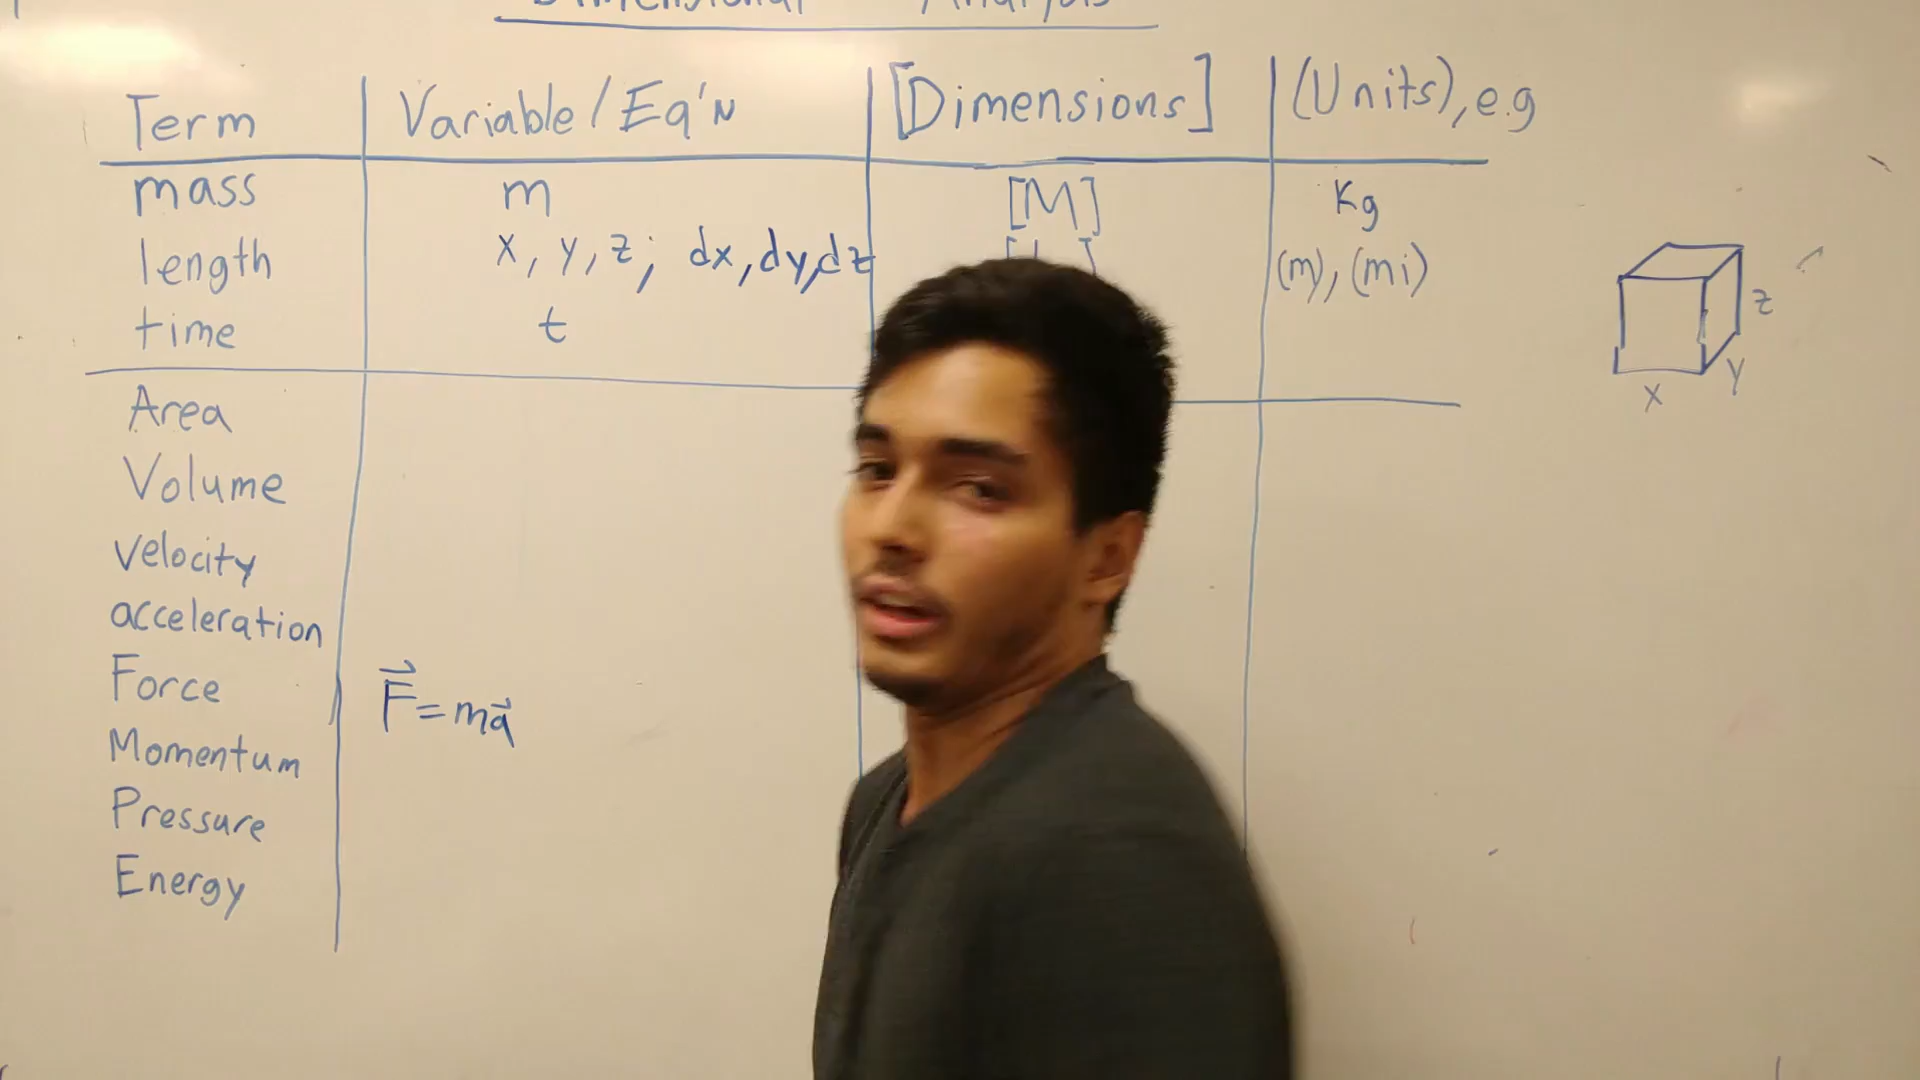 Dimensional Analysis
Term Variable/Eq'N [Dimensions] (Units), e.g
mass m [M] Kg
length x, y, z; dx, dy, dz (m), (mi)
time t
Area
Volume
Velocity
acceleration
Force F⃗ = ma⃗
Momentum
Pressure
Energy
z
y
x